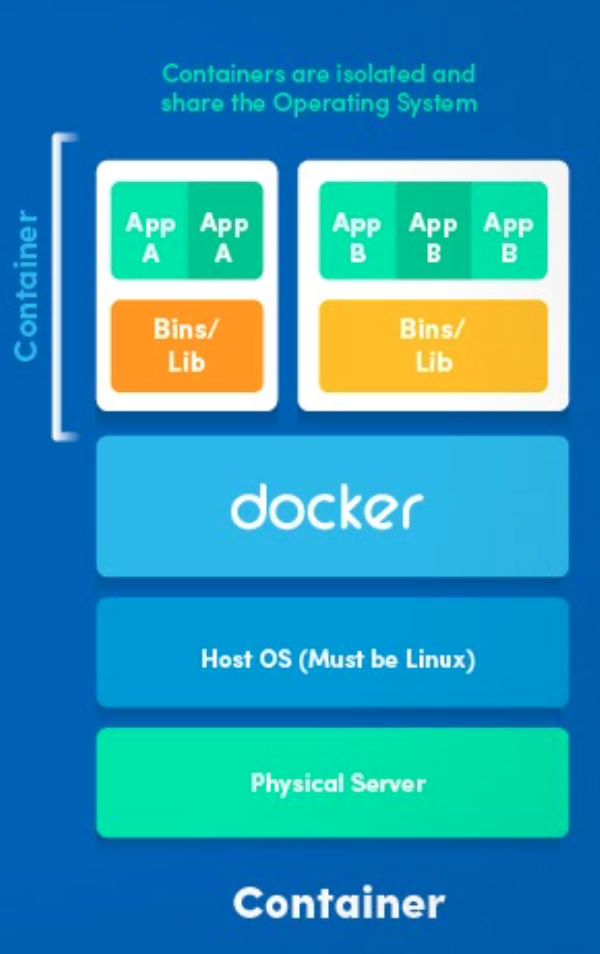 Containers are isolated and
share the Operating System
Container
App
A
App
A
App
B
App
B
App
B
Bins/
Lib
Bins/
Lib
docker
Host OS (Must be Linux)
Physical Server
Container